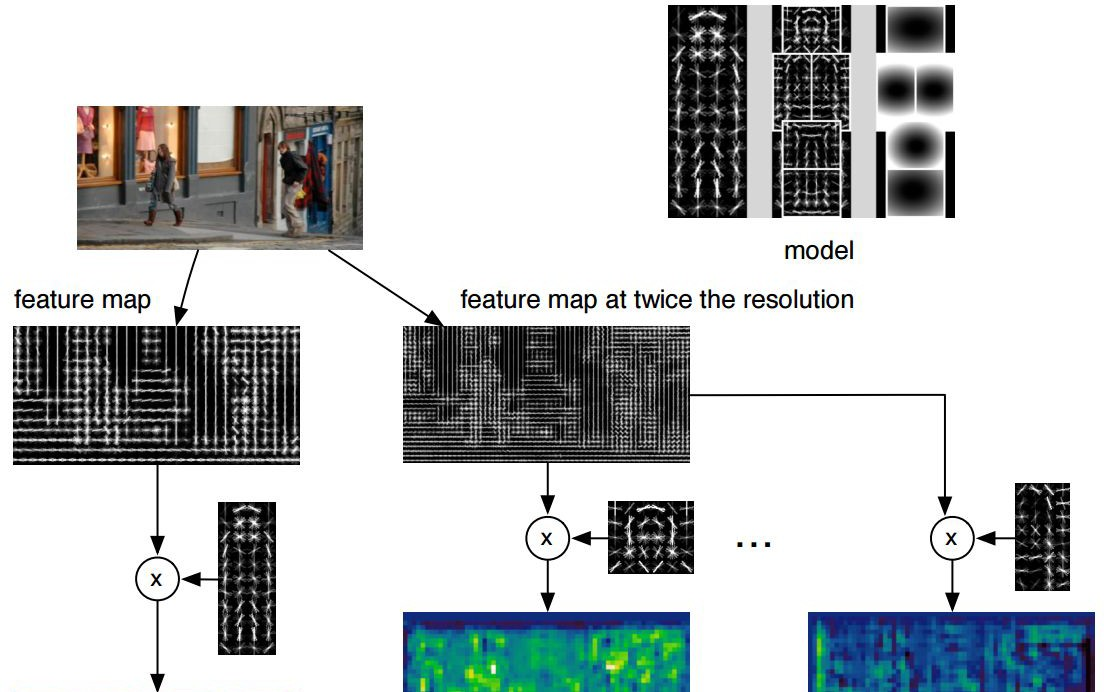 model
feature map
feature map at twice the resolution
x
x
...
x